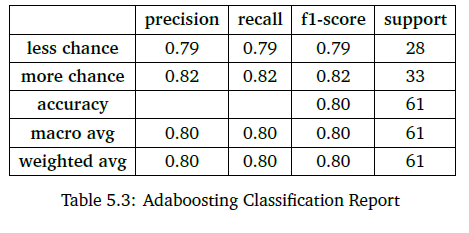 precision recall f1-score support
less chance 0.79 0.79 0.79 28
more chance 0.82 0.82 0.82 33
accuracy 0.80 61
macro avg 0.80 0.80 0.80 61
weighted avg 0.80 0.80 0.80 61
Table 5.3: Adaboosting Classification Report